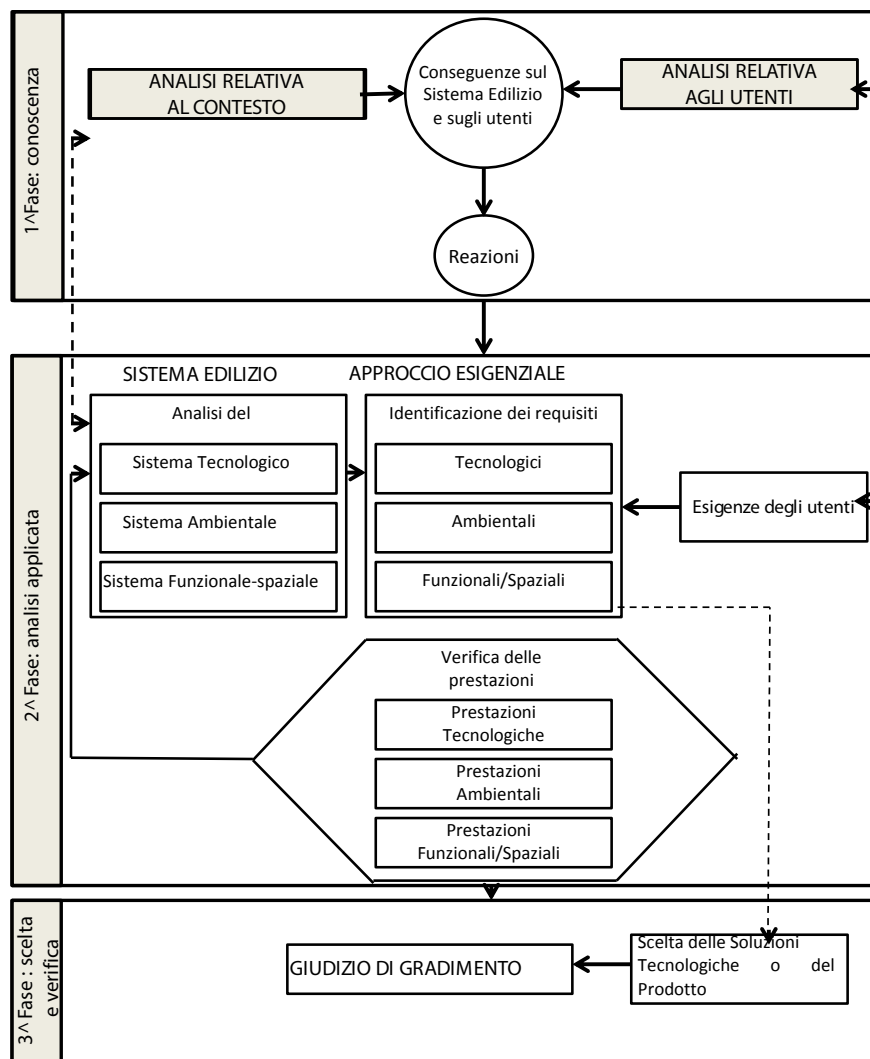 1^Fase: conoscenza
ANALISI RELATIVA
AL CONTESTO
Conseguenze sul
Sistema Edilizio
e sugli utenti
ANALISI RELATIVA
AGLI UTENTI
Reazioni
2^ Fase: analisi applicata
SISTEMA EDILIZIO
Analisi del
Sistema Tecnologico
Sistema Ambientale
Sistema Funzionale-spaziale
APPROCCIO ESIGENZIALE
Identificazione dei requisiti
Tecnologici
Ambientali
Funzionali/Spaziali
Esigenze degli utenti
Verifica delle
prestazioni
Prestazioni
Tecnologiche
Prestazioni
Ambientali
Prestazioni
Funzionali/Spaziali
3^ Fase : scelta
e verifica
GIUDIZIO DI GRADIMENTO
Scelta delle Soluzioni
Tecnologiche o del
Prodotto